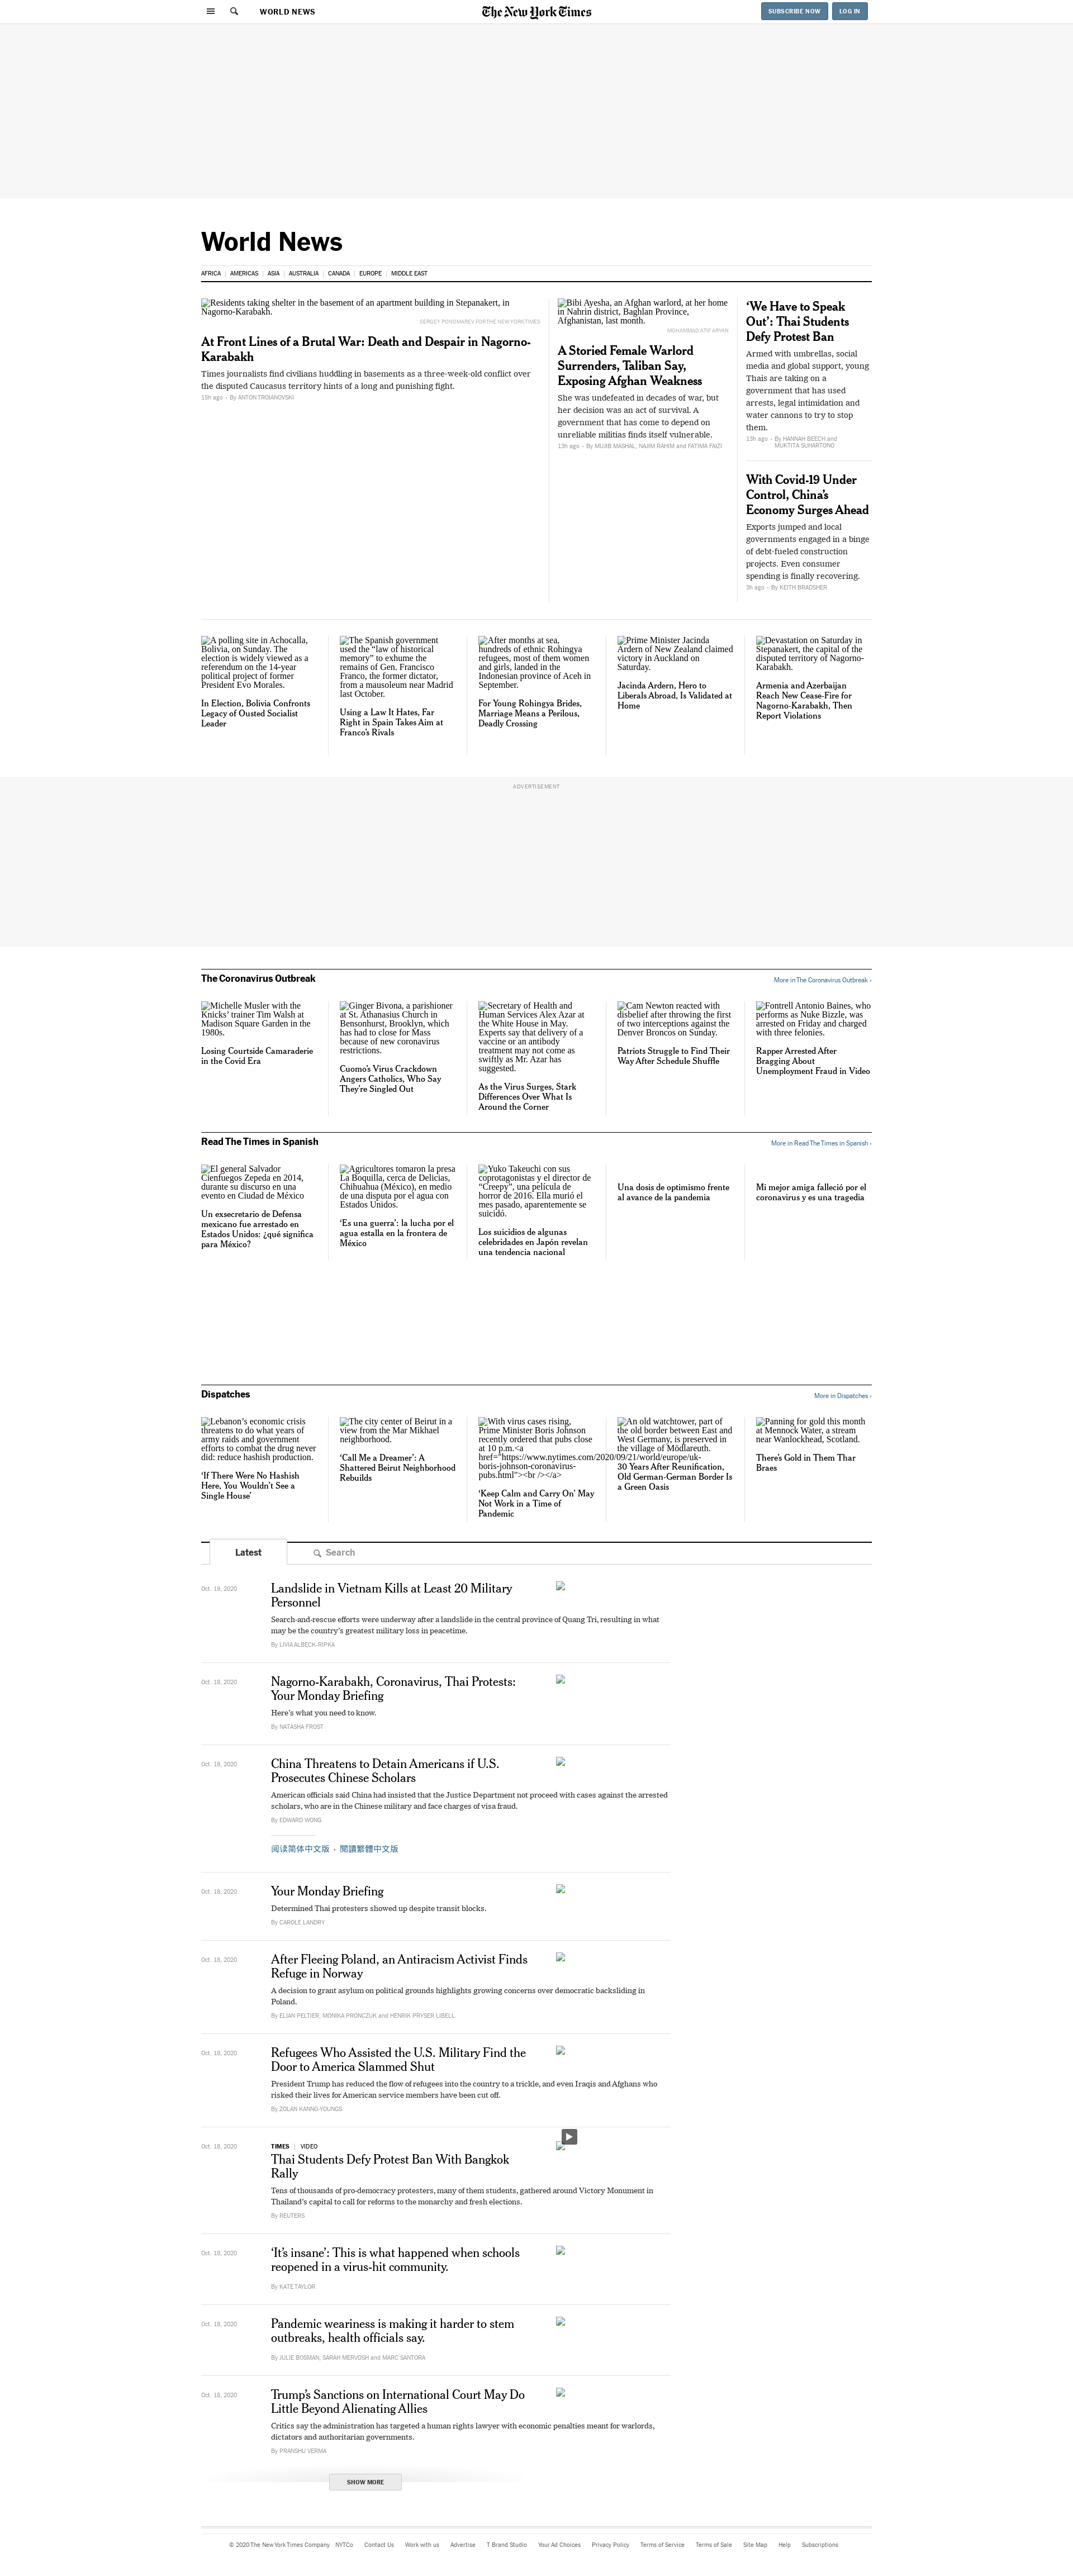 WORLD NEWS
The New York Times
SUBSCRIBE NOW
LOG IN
World News
AFRICA | AMERICAS | ASIA | AUSTRALIA | CANADA | EUROPE | MIDDLE EAST
Residents taking shelter in the basement of an apartment building in Stepanakert, in
Nagorno-Karabakh.
SERGEY PONOMAREV FOR THE NEW YORK TIMES
At Front Lines of a Brutal War: Death and Despair in Nagorno-
Karabakh
Times journalists find civilians huddling in basements as a three-week-old conflict over
the disputed Caucasus territory hints of a long and punishing fight.
15h ago - By ANTON TROIANOVSKI
Bibi Ayesha, an Afghan warlord, at her home
in Nahrin district, Baghlan Province,
Afghanistan, last month.
MOHAMMAD ATIF ARYAN
A Storied Female Warlord
Surrenders, Taliban Say,
Exposing Afghan Weakness
She was undefeated in decades of war, but
her decision was an act of survival. A
government that has come to depend on
unreliable militias finds itself vulnerable.
13h ago - By MUJIB MASHAL, NAJIM RAHIM and FATIMA FAIZI
‘We Have to Speak
Out’: Thai Students
Defy Protest Ban
Armed with umbrellas, social
media and global support, young
Thais are taking on a
government that has used
arrests, legal intimidation and
water cannons to try to stop
them.
13h ago - By HANNAH BEECH and
MUKTITA SUHARTONO
With Covid-19 Under
Control, China’s
Economy Surges Ahead
Exports jumped and local
governments engaged in a binge
of debt-fueled construction
projects. Even consumer
spending is finally recovering.
3h ago - By KEITH BRADSHER
A polling site in Achocalla,
Bolivia, on Sunday. The
election is widely viewed as a
referendum on the 14-year
political project of former
President Evo Morales.
In Election, Bolivia Confronts
Legacy of Ousted Socialist
Leader
The Spanish government
used the “law of historical
memory” to exhume the
remains of Gen. Francisco
Franco, the former dictator,
from a mausoleum near Madrid
last October.
Using a Law It Hates, Far
Right in Spain Takes Aim at
Franco’s Rivals
After months at sea,
hundreds of ethnic Rohingya
refugees, most of them women
and girls, landed in the
Indonesian province of Aceh in
September.
For Young Rohingya Brides,
Marriage Means a Perilous,
Deadly Crossing
Prime Minister Jacinda
Ardern of New Zealand claimed
victory in Auckland on
Saturday.
Jacinda Ardern, Hero to
Liberals Abroad, Is Validated at
Home
Devastation on Saturday in
Stepanakert, the capital of the
disputed territory of Nagorno-
Karabakh.
Armenia and Azerbaijan
Reach New Cease-Fire for
Nagorno-Karabakh, Then
Report Violations
ADVERTISEMENT
The Coronavirus Outbreak
More in The Coronavirus Outbreak ›
Michelle Musler with the
Knicks’ trainer Tim Walsh at
Madison Square Garden in the
1980s.
Losing Courtside Camaraderie
in the Covid Era
Ginger Bivona, a parishioner
at St. Athanasius Church in
Bensonhurst, Brooklyn, which
has had to close for Mass
because of new coronavirus
restrictions.
Cuomo’s Virus Crackdown
Angers Catholics, Who Say
They’re Singled Out
Secretary of Health and
Human Services Alex Azar at
the White House in May.
Experts say that delivery of a
vaccine or an antibody
treatment may not come as
swiftly as Mr. Azar has
suggested.
As the Virus Surges, Stark
Differences Over What Is
Around the Corner
Cam Newton reacted with
disbelief after throwing the first
of two interceptions against the
Denver Broncos on Sunday.
Patriots Struggle to Find Their
Way After Schedule Shuffle
Fontrell Antonio Baines, who
performs as Nuke Bizzle, was
arrested on Friday and charged
with three felonies.
Rapper Arrested After
Bragging About
Unemployment Fraud in Video
Read The Times in Spanish
More in Read The Times in Spanish ›
El general Salvador
Cienfuegos Zepeda en 2014,
durante su discurso en una
evento en Ciudad de México
Un exsecretario de Defensa
mexicano fue arrestado en
Estados Unidos: ¿qué significa
para México?
Agricultores tomaron la presa
La Boquilla, cerca de Delicias,
Chihuahua (México), en medio
de una disputa por el agua con
Estados Unidos.
‘Es una guerra’: la lucha por el
agua estalla en la frontera de
México
Yuko Takeuchi con sus
coprotagonistas y el director de
“Creepy”, una película de
horror de 2016. Ella murió el
mes pasado, aparentemente se
suicidó.
Los suicidios de algunas
celebridades en Japón revelan
una tendencia nacional
Una dosis de optimismo frente
al avance de la pandemia
Mi mejor amiga falleció por el
coronavirus y es una tragedia
Dispatches
More in Dispatches ›
Lebanon’s economic crisis
threatens to do what years of
army raids and government
efforts to combat the drug never
did: reduce hashish production.
‘If There Were No Hashish
Here, You Wouldn’t See a
Single House’
The city center of Beirut in a
view from the Mar Mikhael
neighborhood.
‘Call Me a Dreamer’: A
Shattered Beirut Neighborhood
Rebuilds
With virus cases rising,
Prime Minister Boris Johnson
recently ordered that pubs close
at 10 p.m.<a
href="https://www.nytimes.com/2020/09/21/world/europe/uk-
boris-johnson-coronavirus-
pubs.html"><br /></a>
‘Keep Calm and Carry On’ May
Not Work in a Time of
Pandemic
An old watchtower, part of
the old border between East and
West Germany, is preserved in
the village of Mödlareuth.
30 Years After Reunification,
Old German-German Border Is
a Green Oasis
Panning for gold this month
at Mennock Water, a stream
near Wanlockhead, Scotland.
There’s Gold in Them Thar
Braes
Latest
Search
Oct. 19, 2020
Landslide in Vietnam Kills at Least 20 Military
Personnel
Search-and-rescue efforts were underway after a landslide in the central province of Quang Tri, resulting in what
may be the country’s greatest military loss in peacetime.
By LIVIA ALBECK-RIPKA
Oct. 18, 2020
Nagorno-Karabakh, Coronavirus, Thai Protests:
Your Monday Briefing
Here’s what you need to know.
By NATASHA FROST
Oct. 18, 2020
China Threatens to Detain Americans if U.S.
Prosecutes Chinese Scholars
American officials said China had insisted that the Justice Department not proceed with cases against the arrested
scholars, who are in the Chinese military and face charges of visa fraud.
By EDWARD WONG
阅读简体中文版 • 閱讀繁體中文版
Oct. 18, 2020
Your Monday Briefing
Determined Thai protesters showed up despite transit blocks.
By CAROLE LANDRY
Oct. 18, 2020
After Fleeing Poland, an Antiracism Activist Finds
Refuge in Norway
A decision to grant asylum on political grounds highlights growing concerns over democratic backsliding in
Poland.
By ELIAN PELTIER, MONIKA PRONCZUK and HENRIK PRYSER LIBELL
Oct. 18, 2020
Refugees Who Assisted the U.S. Military Find the
Door to America Slammed Shut
President Trump has reduced the flow of refugees into the country to a trickle, and even Iraqis and Afghans who
risked their lives for American service members have been cut off.
By ZOLAN KANNO-YOUNGS
Oct. 18, 2020
TIMES | VIDEO
Thai Students Defy Protest Ban With Bangkok
Rally
Tens of thousands of pro-democracy protesters, many of them students, gathered around Victory Monument in
Thailand’s capital to call for reforms to the monarchy and fresh elections.
By REUTERS
Oct. 18, 2020
‘It’s insane’: This is what happened when schools
reopened in a virus-hit community.
By KATE TAYLOR
Oct. 18, 2020
Pandemic weariness is making it harder to stem
outbreaks, health officials say.
By JULIE BOSMAN, SARAH MERVOSH and MARC SANTORA
Oct. 18, 2020
Trump’s Sanctions on International Court May Do
Little Beyond Alienating Allies
Critics say the administration has targeted a human rights lawyer with economic penalties meant for warlords,
dictators and authoritarian governments.
By PRANSHU VERMA
SHOW MORE
© 2020 The New York Times Company NYTCo Contact Us Work with us Advertise T Brand Studio Your Ad Choices Privacy Policy Terms of Service Terms of Sale Site Map Help Subscriptions